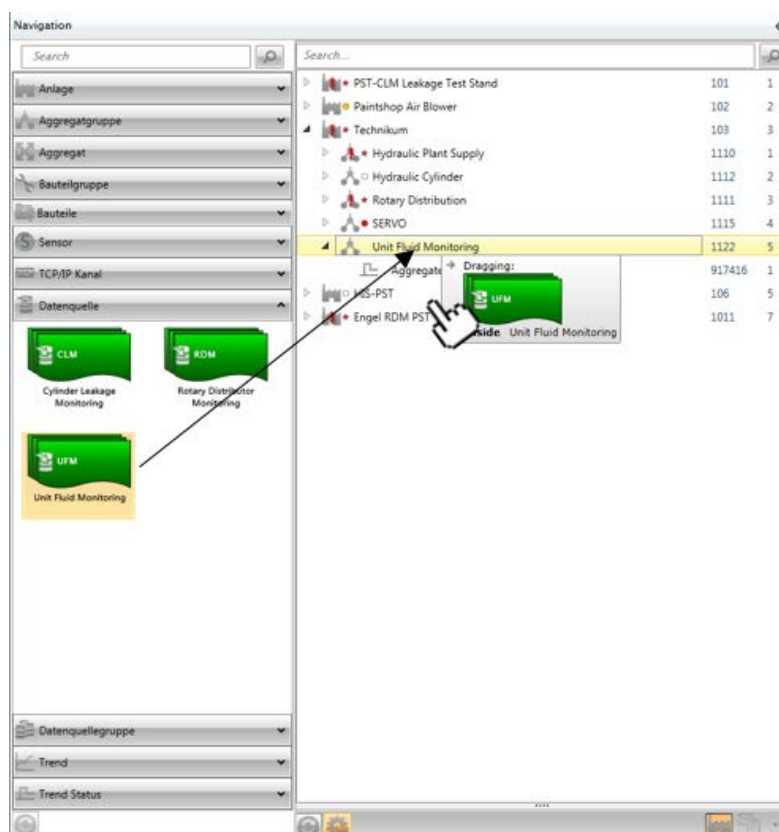 Navigation
Search
Anlage
Aggregatgruppe
Aggregat
Bauteilgruppe
Bauteile
Sensor
TCP/IP Kanal
Datenquelle
CLM
RDM
Cylinder Leakage
Monitoring
Rotary Distributor
Monitoring
UFM
Unit Fluid Monitoring
Datenquellegruppe
Trend
Trend Status
Search...
PST-CLM Leakage Test Stand 101 1
Paintshop Air Blower 102 2
Technikum 103 3
Hydraulic Plant Supply 1110 1
Hydraulic Cylinder 1112 2
Rotary Distribution 1111 3
SERVO 1115 4
Unit Fluid Monitoring 1122 5
Aggregate 917416 1
Dragging:
UFM
Unit Fluid Monitoring
-PST 106 5
Engel RDM PST 1011 7